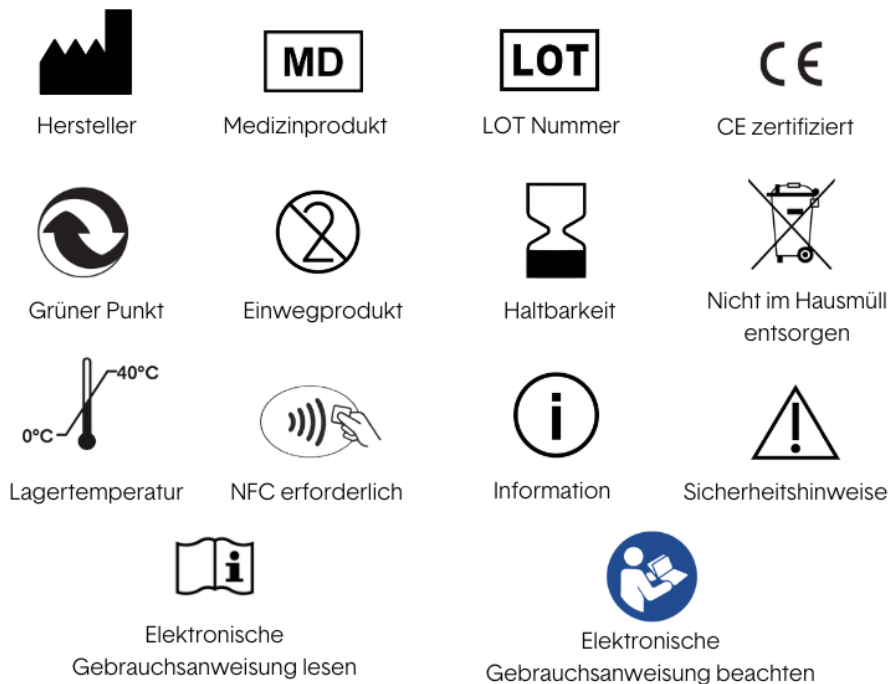 MD
LOT
CE
Hersteller
Medizinprodukt
LOT Nummer
CE zertifiziert
2
Grüner Punkt
Einwegprodukt
Haltbarkeit
Nicht im Hausmüll
entsorgen
40°C
0°C
i
Lagertemperatur
NFC erforderlich
Information
Sicherheitshinweise
i
Elektronische
Gebrauchsanweisung lesen
Elektronische
Gebrauchsanweisung beachten